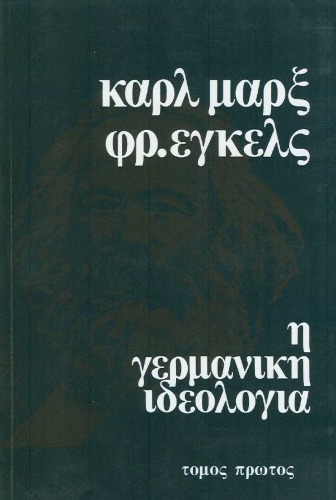 καρλ μαρξ
φρ.εγκελς
η
γερμανικη
ιδεολογια
τομος πρωτος